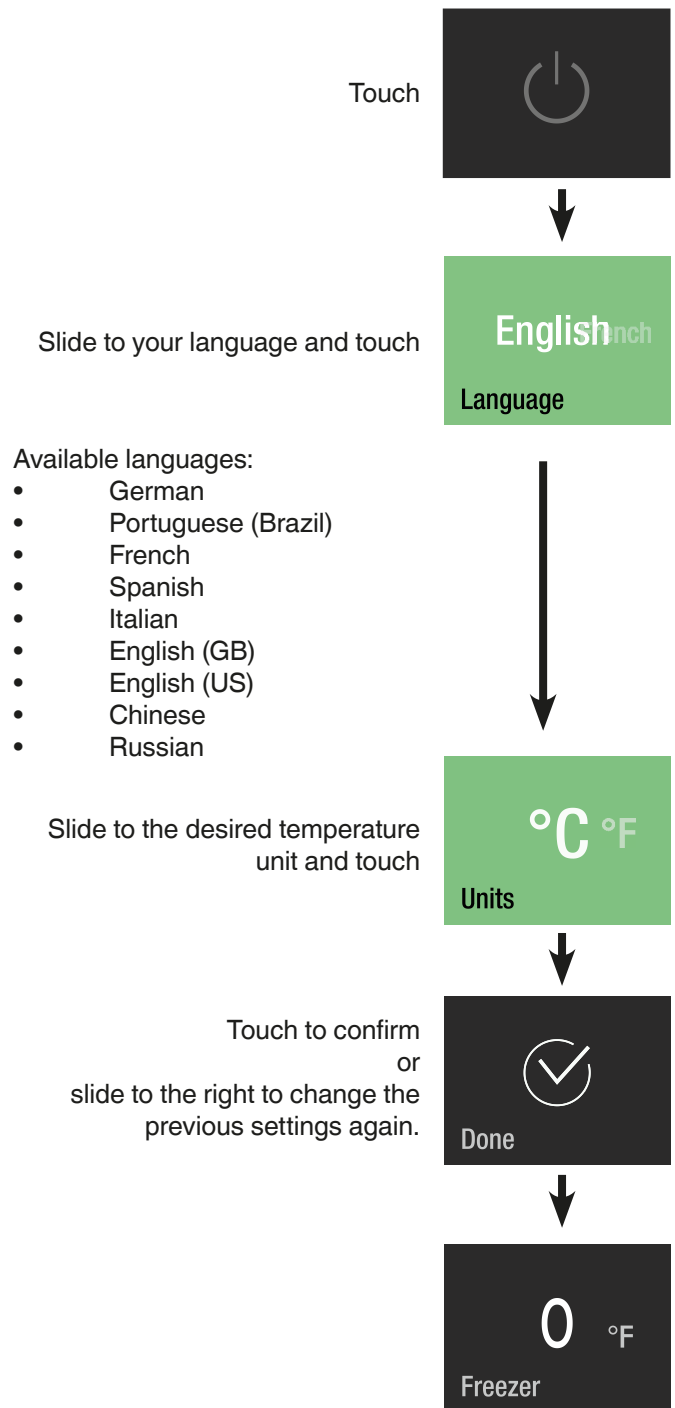 Touch
Slide to your language and touch
English French
Language
Available languages:
• German
• Portuguese (Brazil)
• French
• Spanish
• Italian
• English (GB)
• English (US)
• Chinese
• Russian
Slide to the desired temperature
unit and touch
°C °F
Units
Touch to confirm
or
slide to the right to change the
previous settings again.
Done
0 °F
Freezer